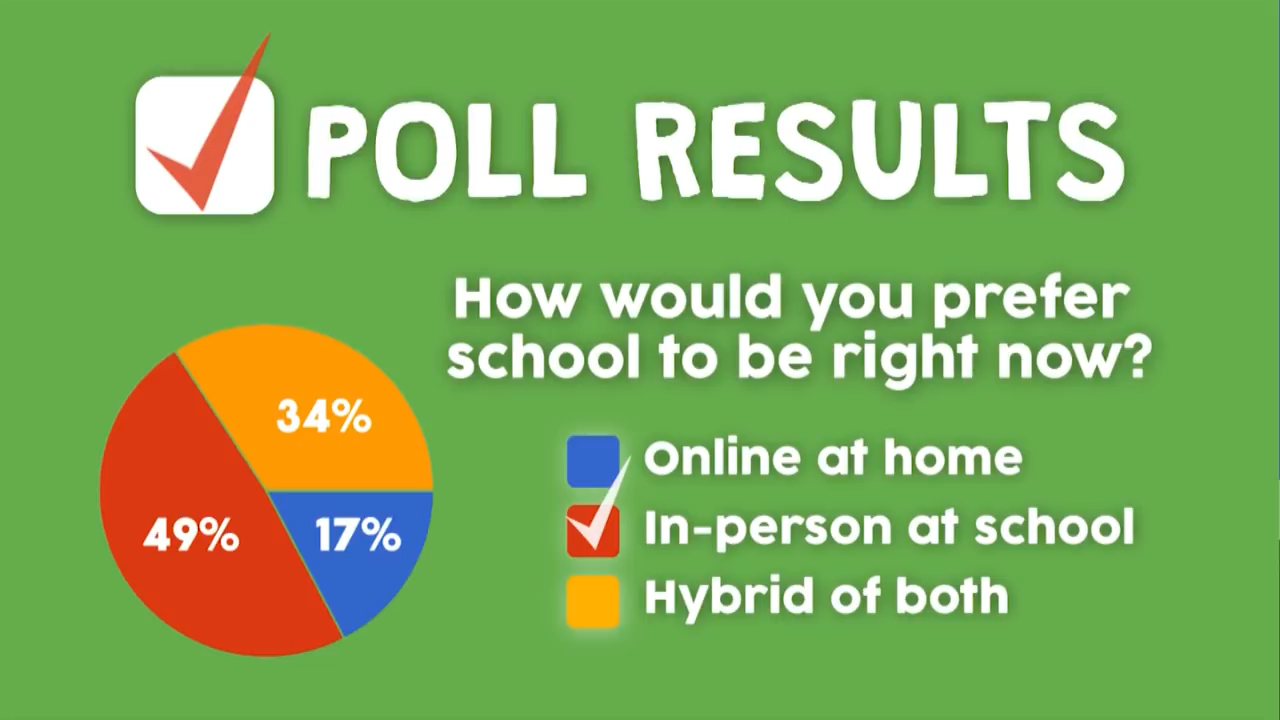 POLL RESULTS
How would you prefer
school to be right now?
34%
49%
17%
Online at home
In-person at school
Hybrid of both